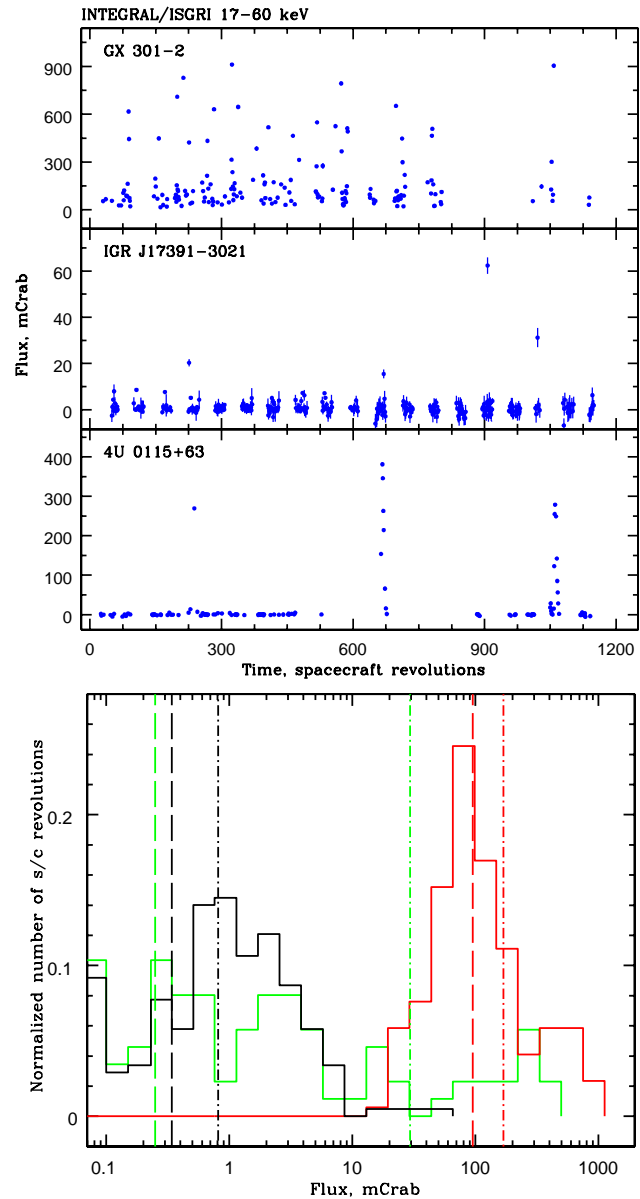 INTEGRAL/ISGRI 17-60 keV
GX 301-2
900
600
300
0
IGR J17391-3021
60
40
20
0
Flux, mCrab
4U 0115+63
400
300
200
100
0
0 300 600 900 1200
Time, spacecraft revolutions
0.2
0.1
0
Normalized number of s/c revolutions
0.1 1 10 100 1000
Flux, mCrab